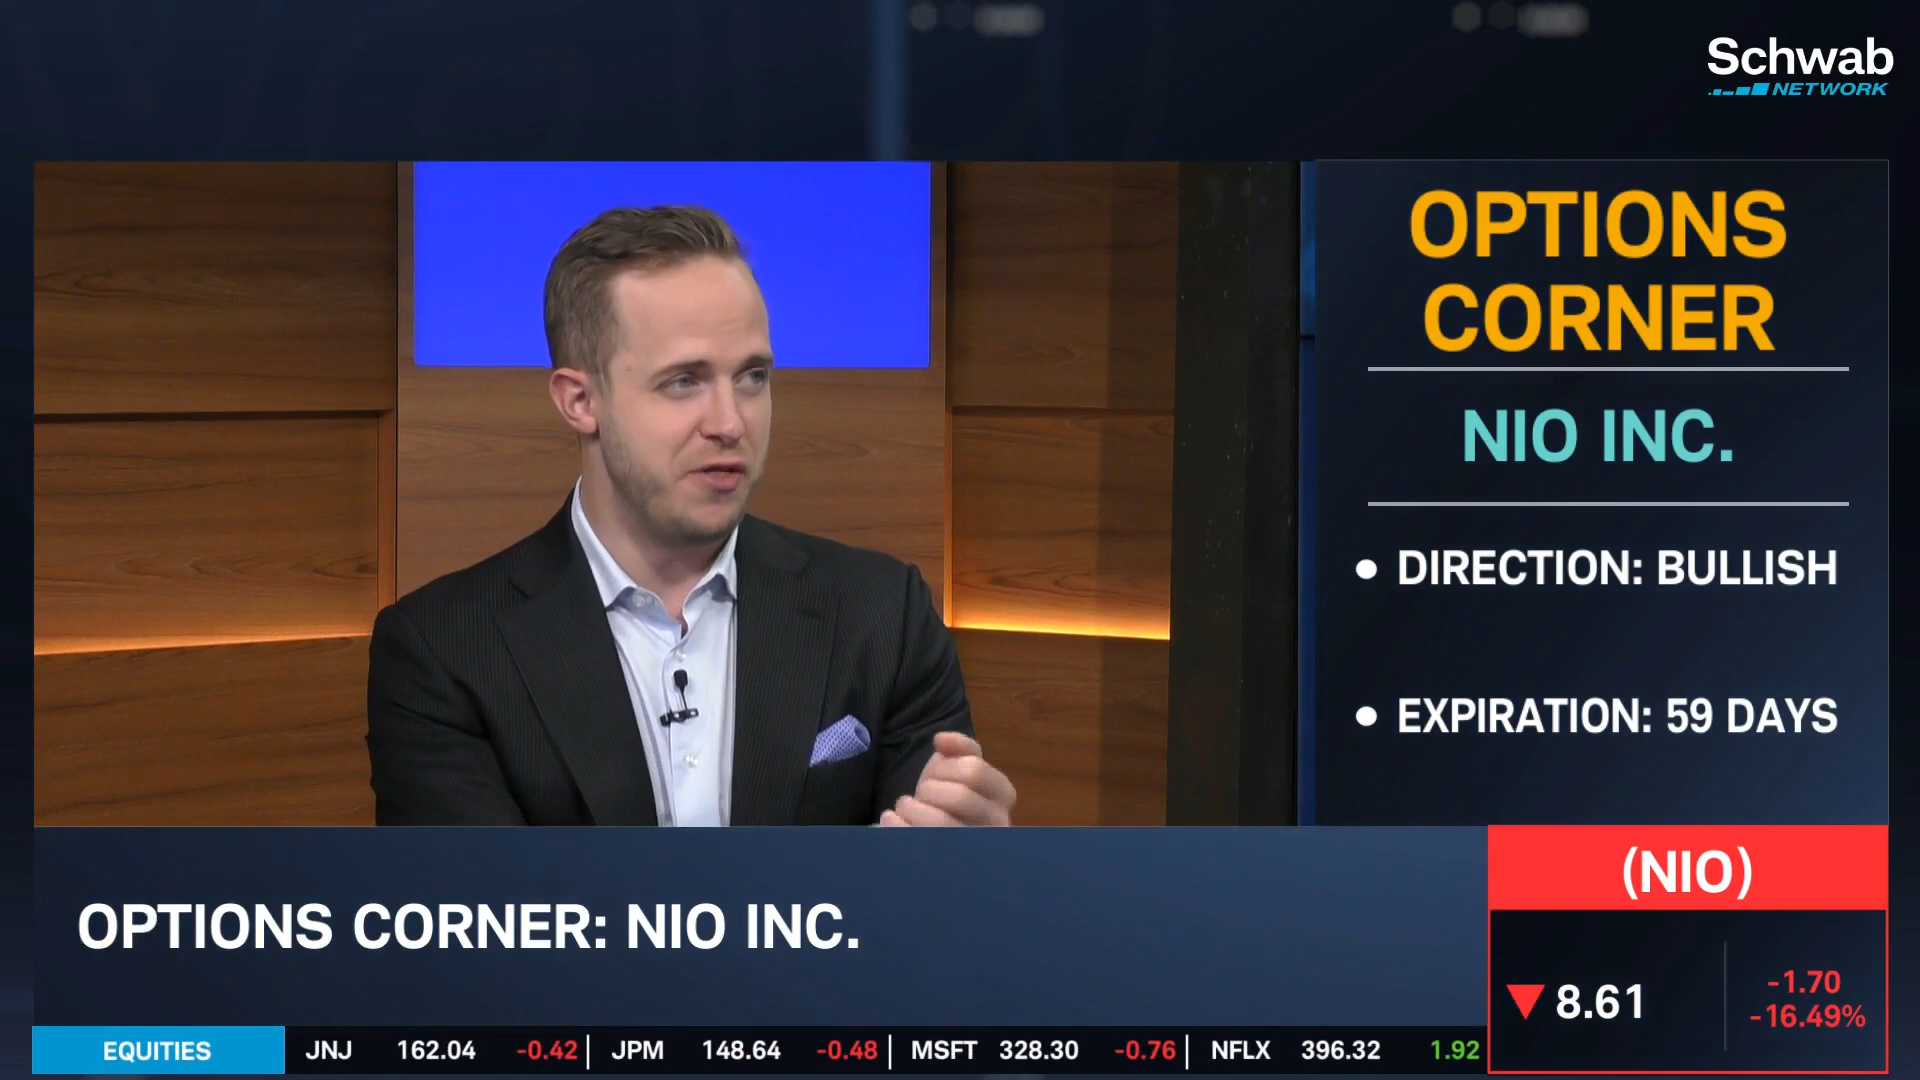 Schwab
NETWORK
OPTIONS
CORNER
NIO INC.
• DIRECTION: BULLISH
• EXPIRATION: 59 DAYS
OPTIONS CORNER: NIO INC.
(NIO)
▼ 8.61
-1.70
-16.49%
EQUITIES JNJ 162.04 -0.42 | JPM 148.64 -0.48 | MSFT 328.30 -0.76 | NFLX 396.32 1.92